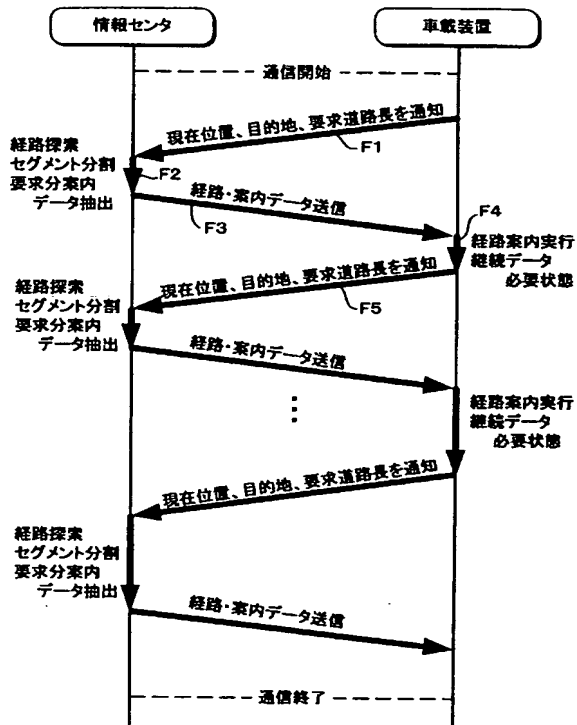 情報センタ
車載装置
通信開始
現在位置、目的地、要求道路長を通知
F1
経路探索
セグメント分割
要求分案内
データ抽出
F2
経路・案内データ送信
F3
F4
経路案内実行
継続データ
必要状態
現在位置、目的地、要求道路長を通知
F5
経路探索
セグメント分割
要求分案内
データ抽出
経路・案内データ送信
経路案内実行
継続データ
必要状態
現在位置、目的地、要求道路長を通知
経路探索
セグメント分割
要求分案内
データ抽出
経路・案内データ送信
通信終了